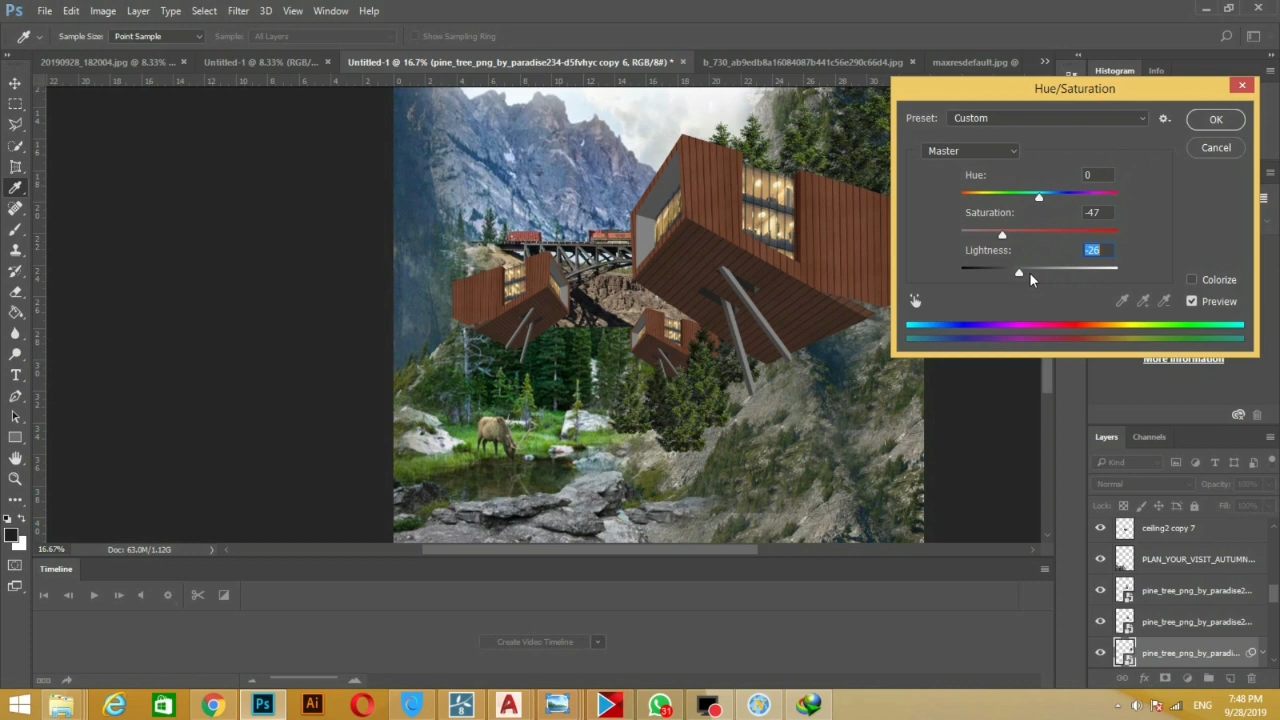 Ps File Edit Image Layer Type Select Filter 3D View Window Help
Sample Size: Point Sample Sample: All Layers Show Sampling Ring
20190928_182004.jpg @ 8.33% ... × Untitled-1 @ 8.33% (RGB/... × Untitled-1 @ 16.7% (pine_tree_png_by_paradise234-d5fvhyc copy 6, RGB/8#) * × b_730_ab9edb8a16084087b441c56e290c66d4.jpg × maxresdefault.jpg @
Histogram Info
Hue/Saturation
Preset: Custom
OK
Master
Cancel
Hue: 0
Saturation: -47
Lightness: -26
Colorize
Preview
More Information
Layers Channels
Kind
Normal Opacity: 100%
Lock: Fill: 100%
ceiling2 copy 7
PLAN_YOUR_VISIT_AUTUMN...
pine_tree_png_by_paradise2...
pine_tree_png_by_paradise2...
pine_tree_png_by_paradi...
16.67% Doc: 63.0M/1.12G
Timeline
Create Video Timeline
Ps Ai 8 A 31
ENG
7:48 PM
9/28/2019